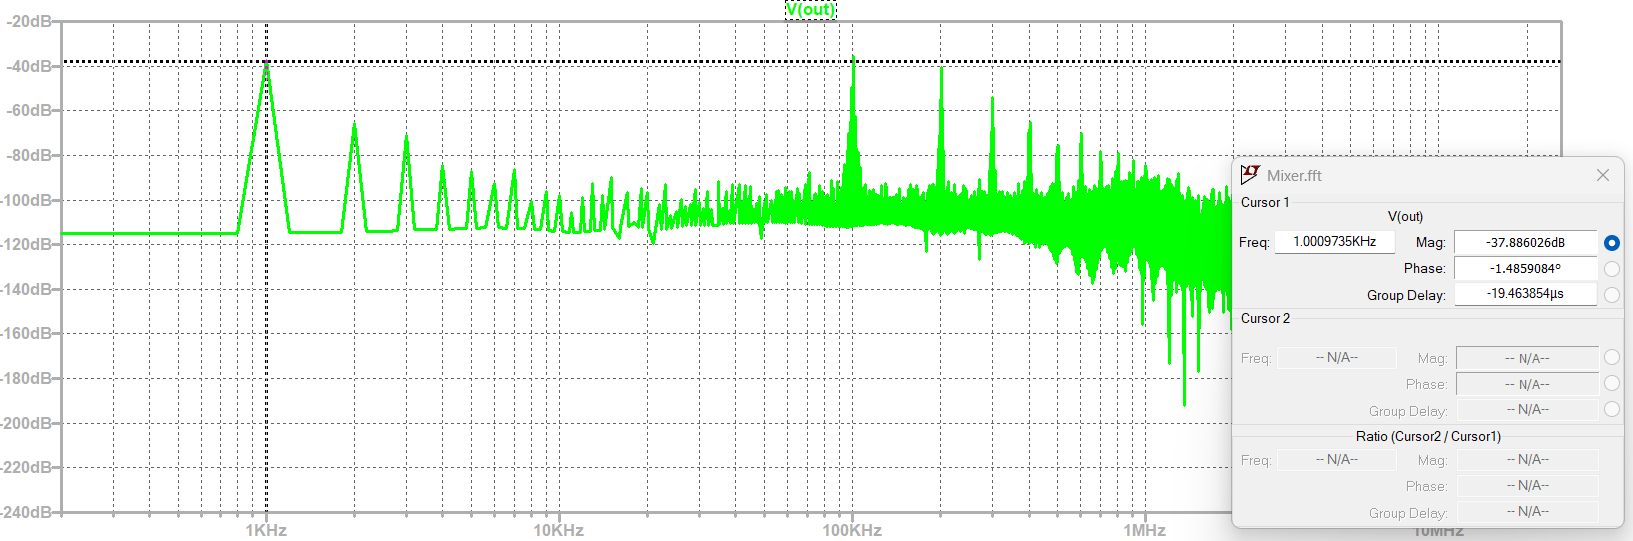 V(out)
-20dB
-40dB
-60dB
-80dB
-100dB
-120dB
-140dB
-160dB
-180dB
-200dB
-220dB
-240dB
1KHz
10KHz
100KHz
1MHz
10MHz
Mixer.fft
Cursor 1
V(out)
Freq: 1.0009735KHz Mag: -37.886026dB
Phase: -1.4859084º
Group Delay: -19.463854µs
Cursor 2
Freq: -- N/A-- Mag: -- N/A--
Phase: -- N/A--
Group Delay: -- N/A--
Ratio (Cursor2 / Cursor1)
Freq: -- N/A-- Mag: -- N/A--
Phase: -- N/A--
Group Delay: -- N/A--